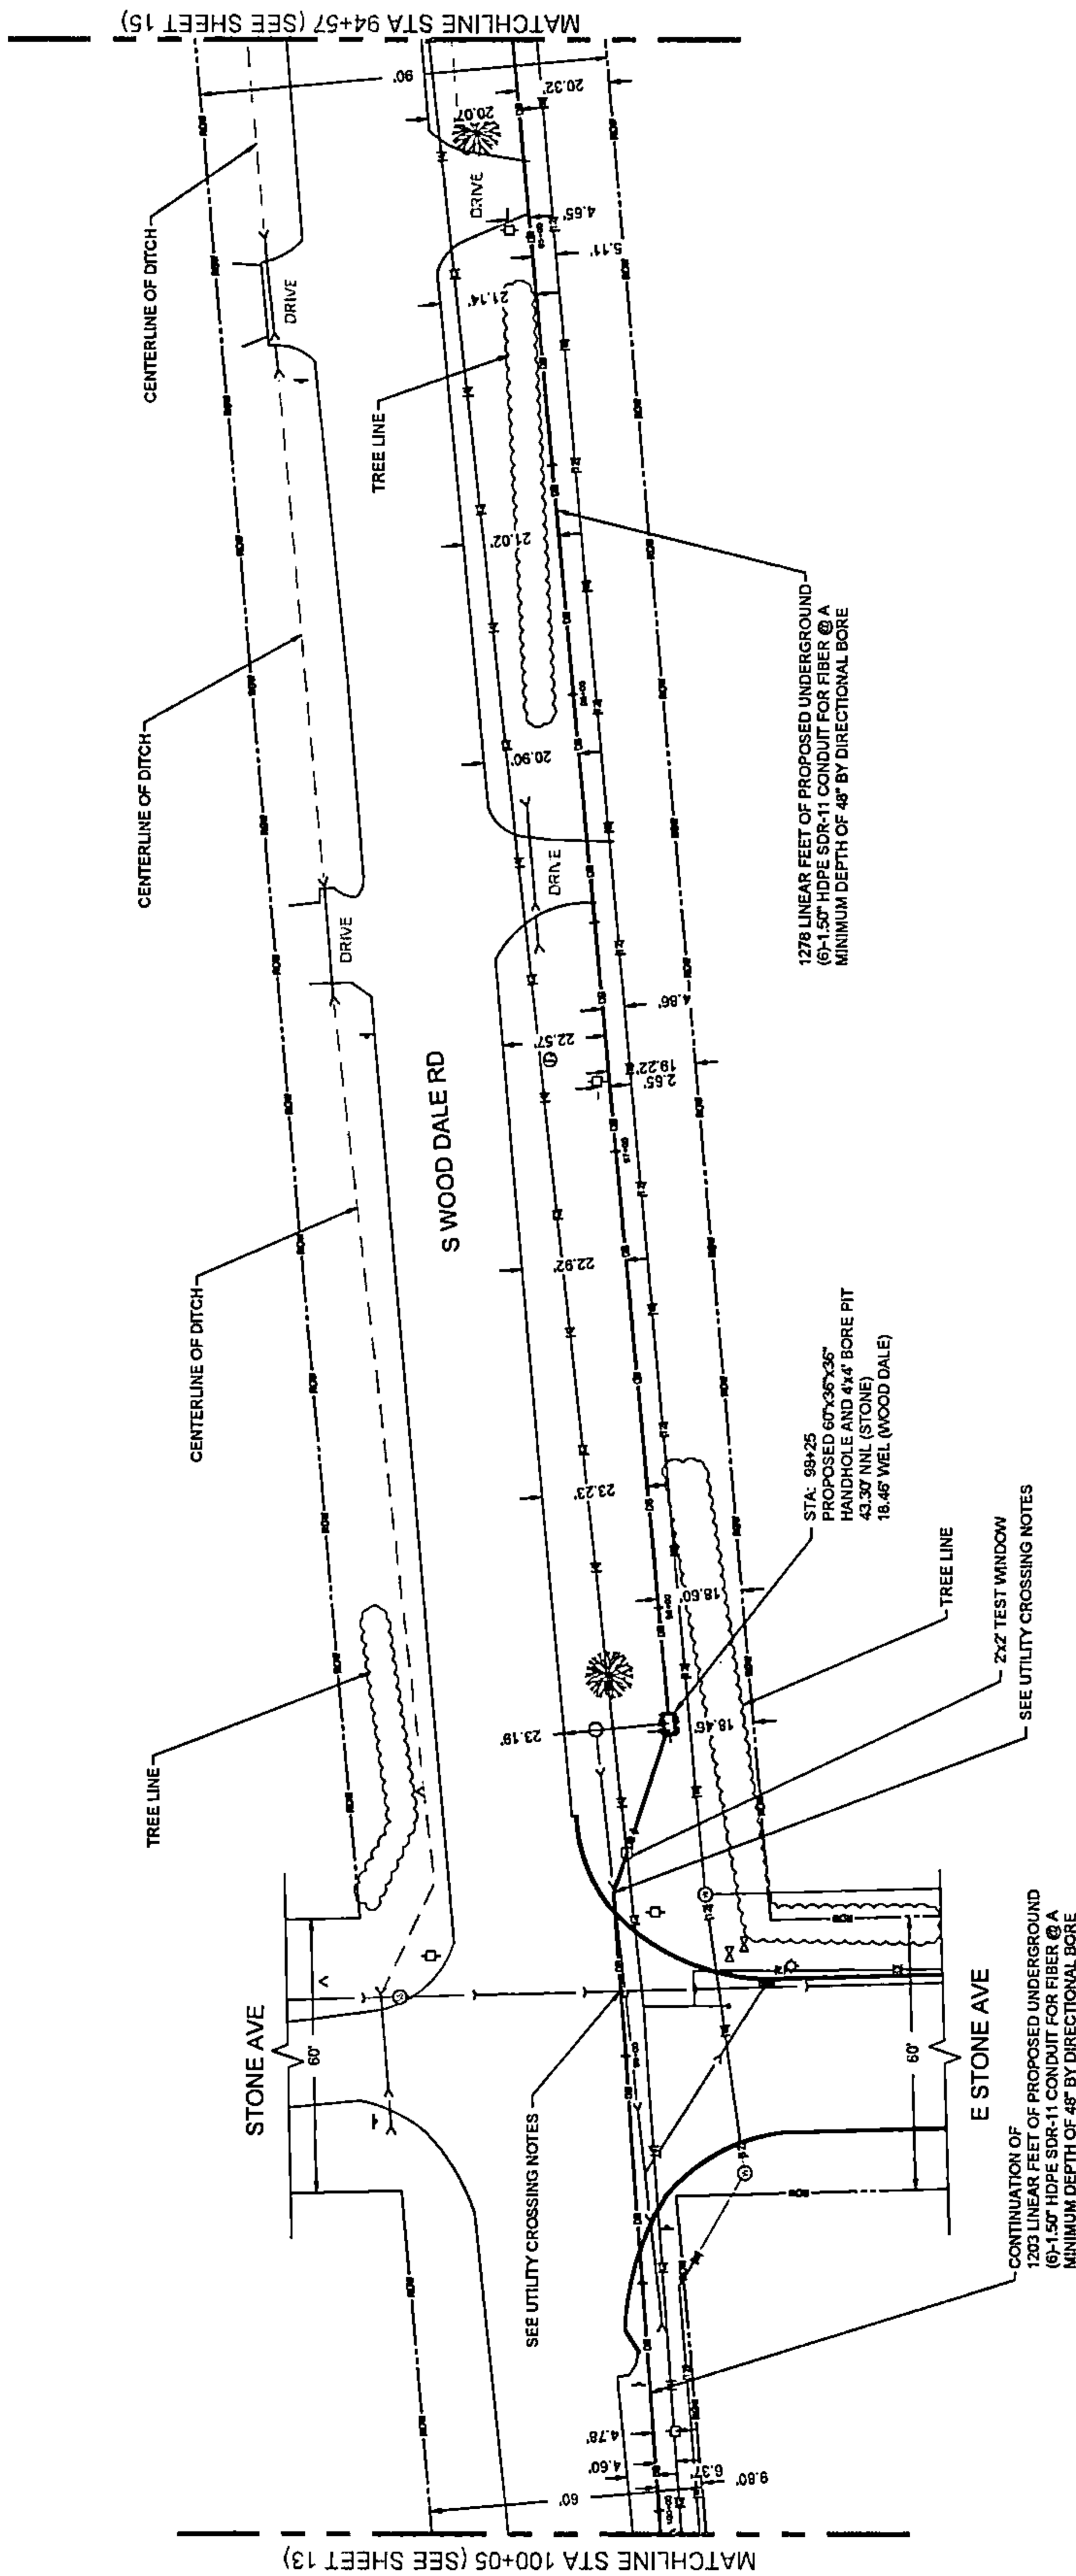 MATCHLINE STA 94+57 (SEE SHEET 15)
CENTERLINE OF DITCH
CENTERLINE OF DITCH
CENTERLINE OF DITCH
TREE LINE
DRIVE
DRIVE
90'
S WOOD DALE RD
TREE LINE
DRIVE
DRIVE
20.07
20.32'
4.65'
5.11'
21.14'
21.02'
20.90'
22.57'
4.86'
19.22'
2.65'
22.92'
23.23'
18.60'
23.19'
18.46'
1278 LINEAR FEET OF PROPOSED UNDERGROUND
(6)-1.50" HDPE SDR-11 CONDUIT FOR FIBER @ A
MINIMUM DEPTH OF 48" BY DIRECTIONAL BORE
STA: 98+25
PROPOSED 60"x36"x36"
HANDHOLE AND 4'x4' BORE PIT
43.30' NNL (STONE)
18.46' WEL (WOOD DALE)
TREE LINE
2'x2' TEST WINDOW
SEE UTILITY CROSSING NOTES
STONE AVE
60'
SEE UTILITY CROSSING NOTES
E STONE AVE
60'
CONTINUATION OF
1203 LINEAR FEET OF PROPOSED UNDERGROUND
(6)-1.50" HDPE SDR-11 CONDUIT FOR FIBER @ A
MINIMUM DEPTH OF 48" BY DIRECTIONAL BORE
4.78'
4.60'
6.37'
9.80'
60'
MATCHLINE STA 100+05 (SEE SHEET 13)